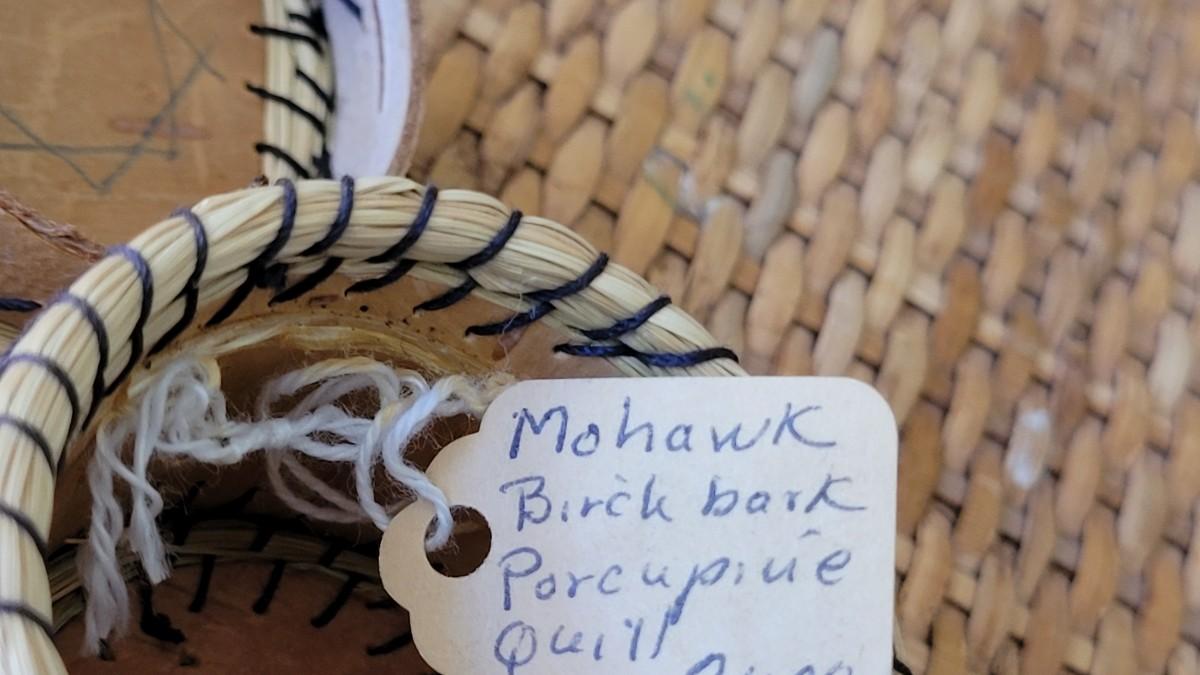 Mohawk
Birch bark
Porcupine
Quill